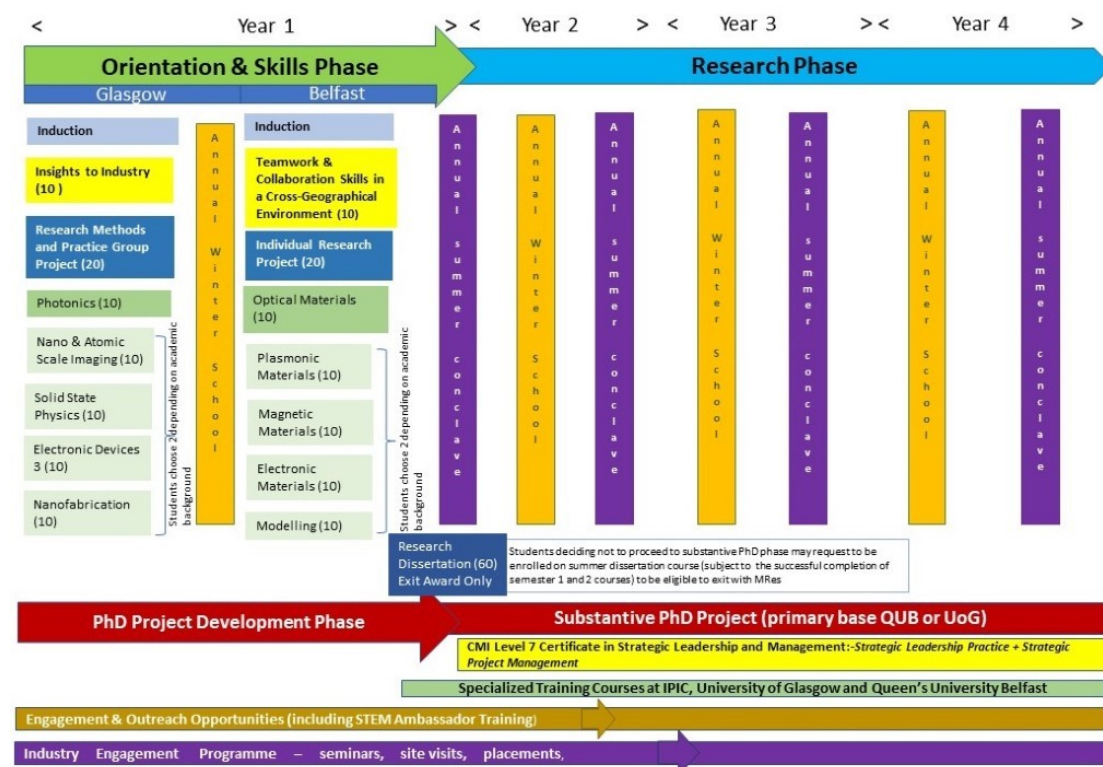 < Year 1 > < Year 2 > < Year 3 > < Year 4 >
Orientation & Skills Phase
Research Phase
Glasgow
Belfast
Induction
Insights to Industry
(10 )
Research Methods
and Practice Group
Project (20)
Photonics (10)
Nano & Atomic
Scale Imaging (10)
Solid State
Physics (10)
Electronic Devices
3 (10)
Nanofabrication
(10)
Students choose 2 depending on academic
background
Annual Winter School
Induction
Teamwork &
Collaboration Skills in
a Cross-Geographical
Environment (10)
Individual Research
Project (20)
Optical Materials
(10)
Plasmonic
Materials (10)
Magnetic
Materials (10)
Electronic
Materials (10)
Modelling (10)
Students choose 2 depending on academic
background
Annual summer conclave
Annual Winter School
Annual summer conclave
Annual Winter School
Annual summer conclave
Annual Winter School
Annual summer conclave
Research
Dissertation (60)
Exit Award Only
Students deciding not to proceed to substantive PhD phase may request to be
enrolled on summer dissertation course (subject to the successful completion of
semester 1 and 2 courses) to be eligible to exit with MRes
PhD Project Development Phase
Substantive PhD Project (primary base QUB or UoG)
CMI Level 7 Certificate in Strategic Leadership and Management:-Strategic Leadership Practice + Strategic
Project Management
Specialized Training Courses at IPIC, University of Glasgow and Queen's University Belfast
Engagement & Outreach Opportunities (including STEM Ambassador Training)
Industry Engagement Programme – seminars, site visits, placements,